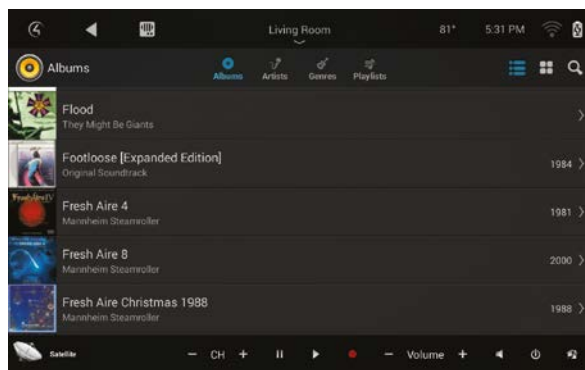 Living Room
81°
5:31 PM
Albums
Albums
Artists
Genres
Playlists
Flood
They Might Be Giants
Footloose [Expanded Edition]
Original Soundtrack
1984
Fresh Aire 4
Mannheim Steamroller
1981
Fresh Aire 8
Mannheim Steamroller
2000
Fresh Aire Christmas 1988
Mannheim Steamroller
1988
Satellite
− CH +
− Volume +